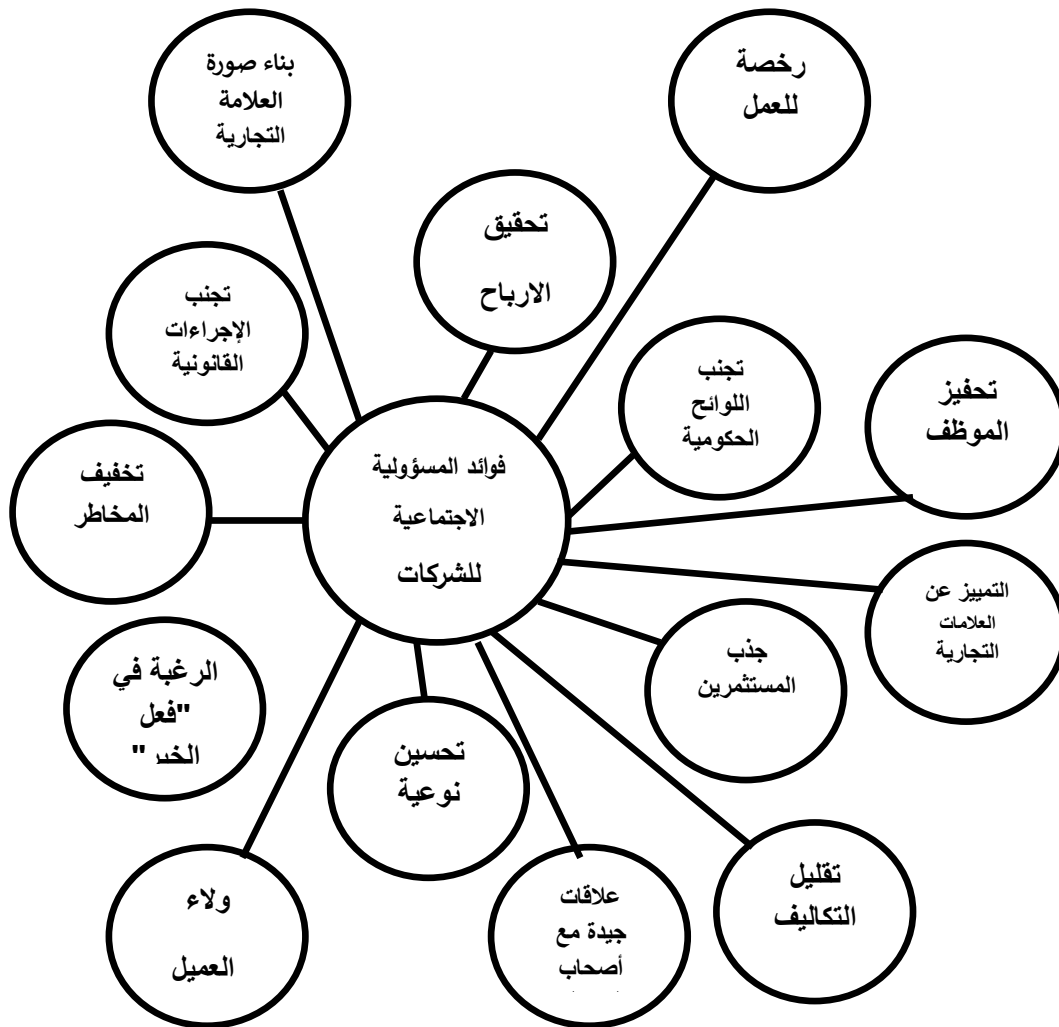 بناء صورة
العلامة
التجارية
رخصة
للعمل
تحقيق
الارباح
تجنب
الإجراءات
القانونية
تجنب
اللوائح
الحكومية
تحفيز
الموظف
تخفيف
المخاطر
فوائد المسؤولية
الاجتماعية
للشركات
التمييز عن
العلامات
التجارية
جذب
المستثمرين
الرغبة في
"فعل
الخير"
تحسين
نوعية
تقليل
التكاليف
ولاء
العميل
علاقات
جيدة مع
أصحاب